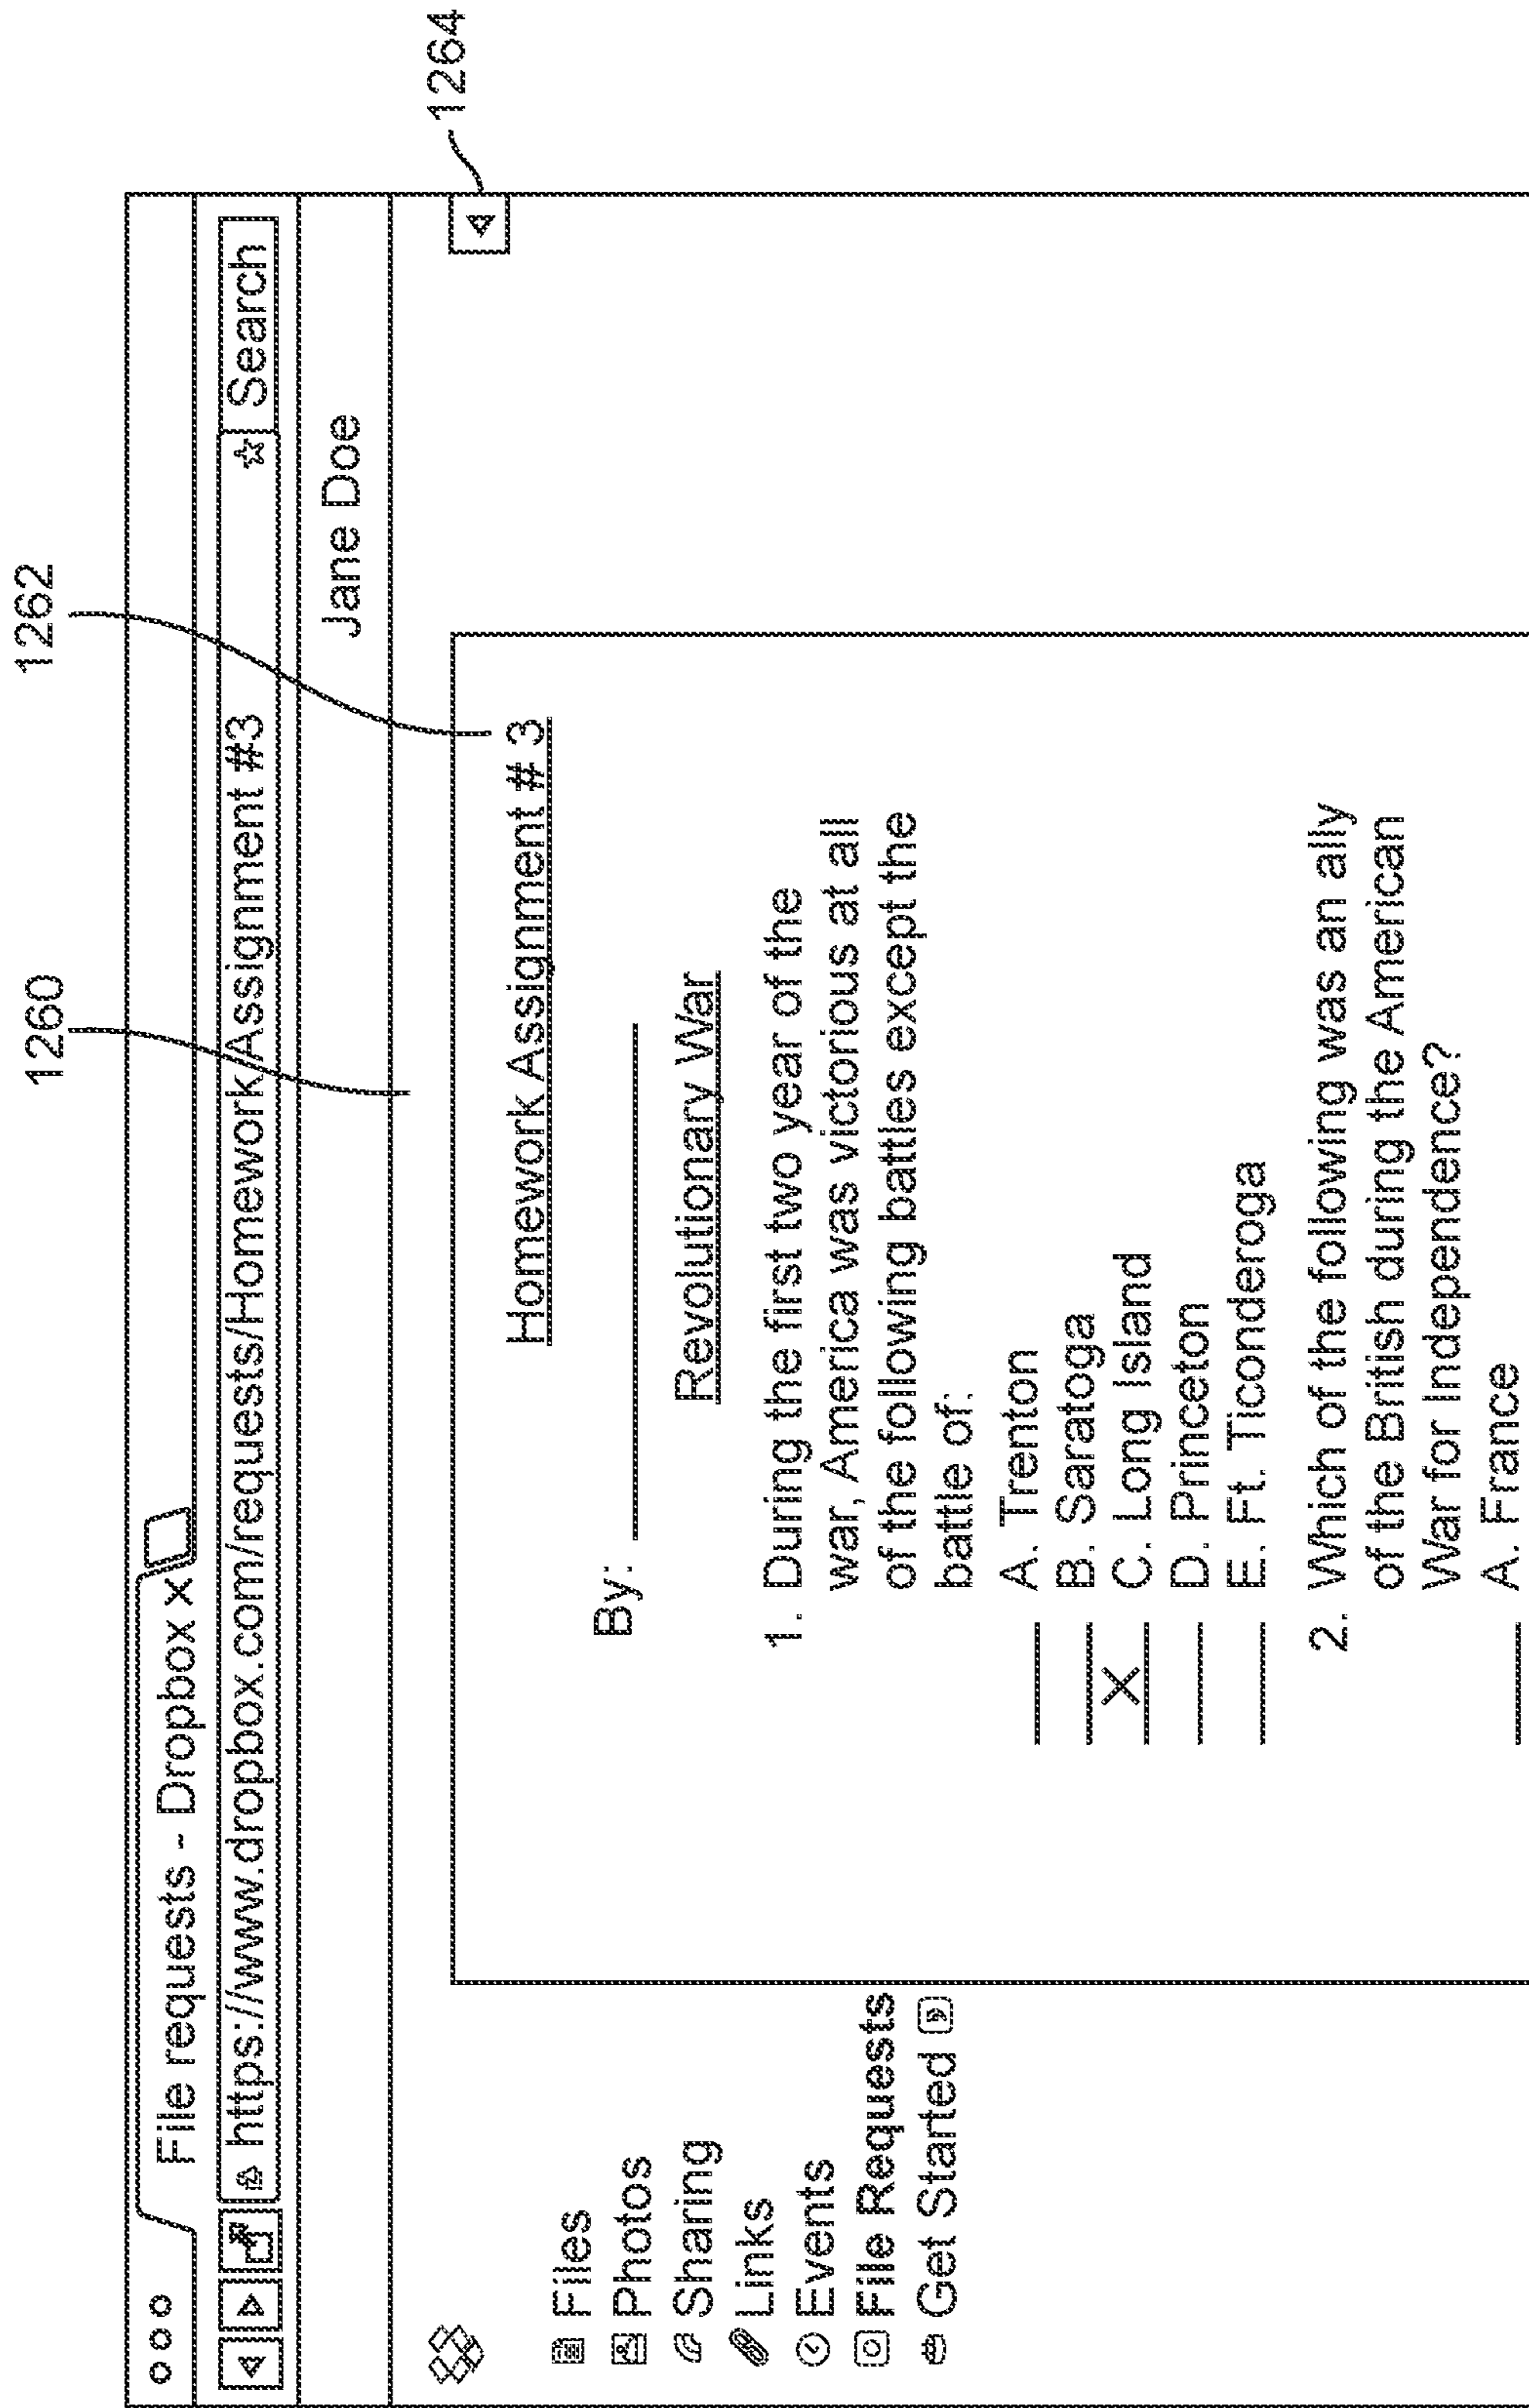 1260
1262
1264
File requests - Dropbox x
https://www.dropbox.com/requests/HomeworkAssignment #3
Search
Jane Doe
Files
Photos
Sharing
Links
Events
File Requests
Get Started
Homework Assignment # 3
By:
Revolutionary War
1. During the first two year of the
war, America was victorious at all
of the following battles except the
battle of:
A. Trenton
B. Saratoga
X C. Long Island
D. Princeton
E. Ft. Ticonderoga
2. Which of the following was an ally
of the British during the American
War for Independence?
A. France